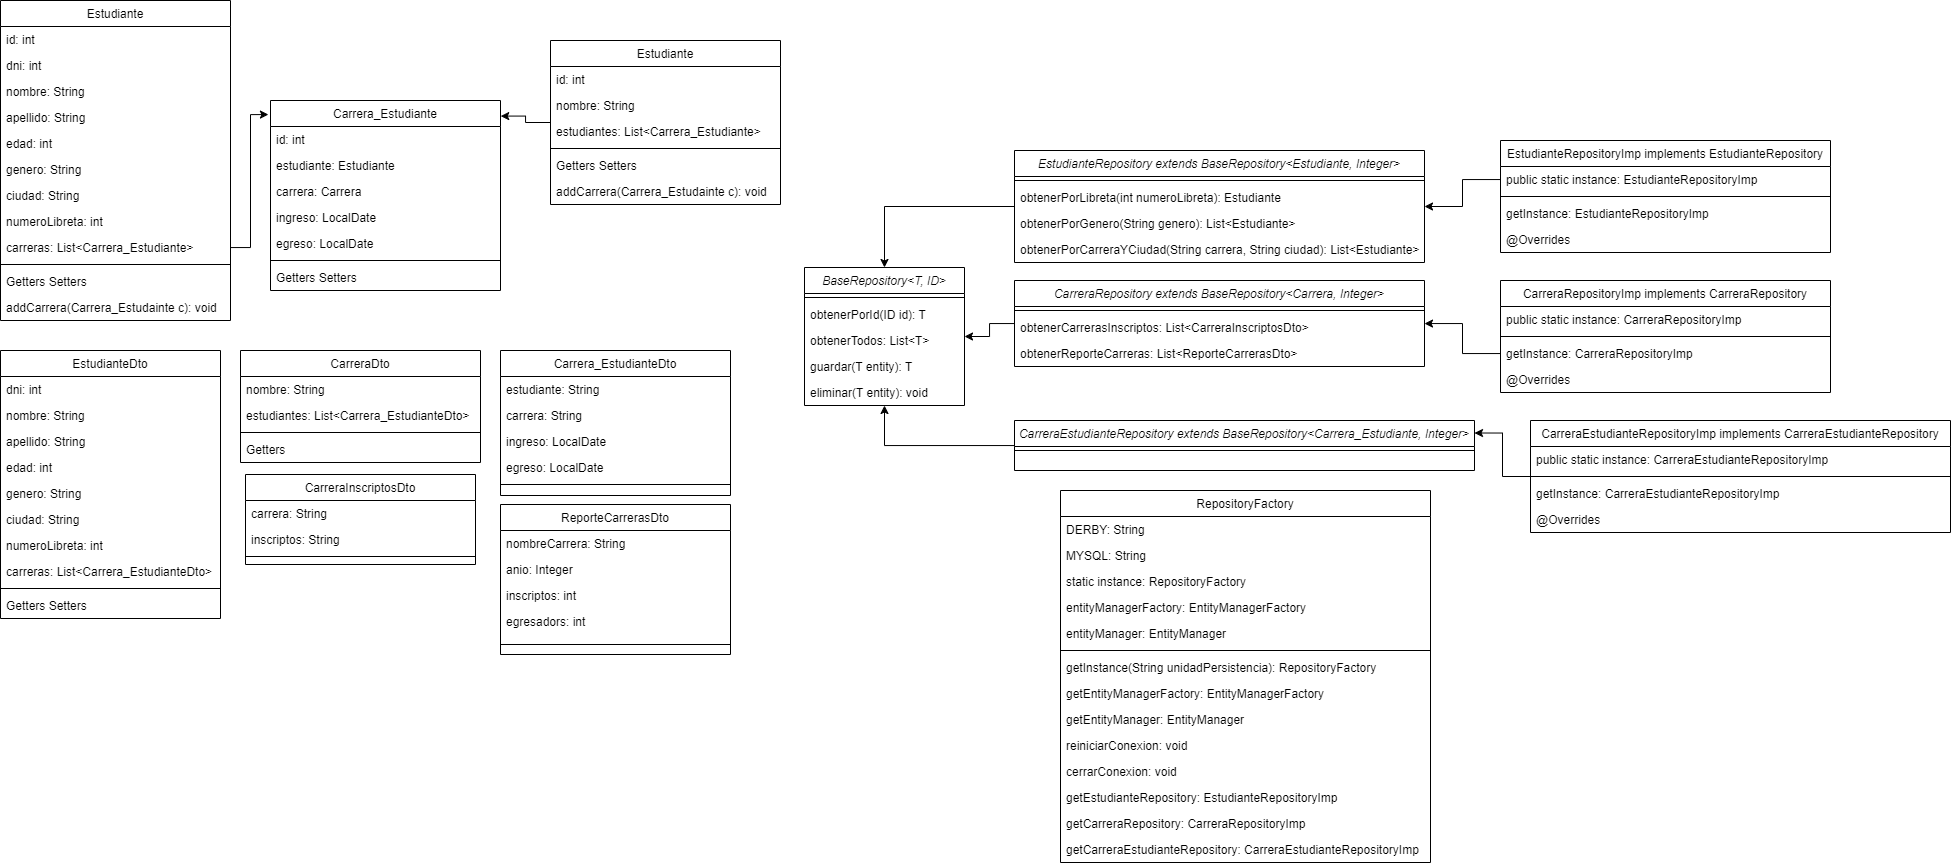 Estudiante
id: int
dni: int
nombre: String
apellido: String
edad: int
genero: String
ciudad: String
numeroLibreta: int
carreras: List<Carrera_Estudiante>
Getters Setters
addCarrera(Carrera_Estudainte c): void
Carrera_Estudiante
id: int
estudiante: Estudiante
carrera: Carrera
ingreso: LocalDate
egreso: LocalDate
Getters Setters
Estudiante
id: int
nombre: String
estudiantes: List<Carrera_Estudiante>
Getters Setters
addCarrera(Carrera_Estudainte c): void
EstudianteDto
dni: int
nombre: String
apellido: String
edad: int
genero: String
ciudad: String
numeroLibreta: int
carreras: List<Carrera_EstudianteDto>
Getters Setters
CarreraDto
nombre: String
estudiantes: List<Carrera_EstudianteDto>
Getters
CarreraInscriptosDto
carrera: String
inscriptos: String
Carrera_EstudianteDto
estudiante: String
carrera: String
ingreso: LocalDate
egreso: LocalDate
ReporteCarrerasDto
nombreCarrera: String
anio: Integer
inscriptos: int
egresadors: int
BaseRepository<T, ID>
obtenerPorId(ID id): T
obtenerTodos: List<T>
guardar(T entity): T
eliminar(T entity): void
EstudianteRepository extends BaseRepository<Estudiante, Integer>
obtenerPorLibreta(int numeroLibreta): Estudiante
obtenerPorGenero(String genero): List<Estudiante>
obtenerPorCarreraYCiudad(String carrera, String ciudad): List<Estudiante>
CarreraRepository extends BaseRepository<Carrera, Integer>
obtenerCarrerasInscriptos: List<CarreraInscriptosDto>
obtenerReporteCarreras: List<ReporteCarrerasDto>
CarreraEstudianteRepository extends BaseRepository<Carrera_Estudiante, Integer>
EstudianteRepositoryImp implements EstudianteRepository
public static instance: EstudianteRepositoryImp
getInstance: EstudianteRepositoryImp
@Overrides
CarreraRepositoryImp implements CarreraRepository
public static instance: CarreraRepositoryImp
getInstance: CarreraRepositoryImp
@Overrides
CarreraEstudianteRepositoryImp implements CarreraEstudianteRepository
public static instance: CarreraEstudianteRepositoryImp
getInstance: CarreraEstudianteRepositoryImp
@Overrides
RepositoryFactory
DERBY: String
MYSQL: String
static instance: RepositoryFactory
entityManagerFactory: EntityManagerFactory
entityManager: EntityManager
getInstance(String unidadPersistencia): RepositoryFactory
getEntityManagerFactory: EntityManagerFactory
getEntityManager: EntityManager
reiniciarConexion: void
cerrarConexion: void
getEstudianteRepository: EstudianteRepositoryImp
getCarreraRepository: CarreraRepositoryImp
getCarreraEstudianteRepository: CarreraEstudianteRepositoryImp